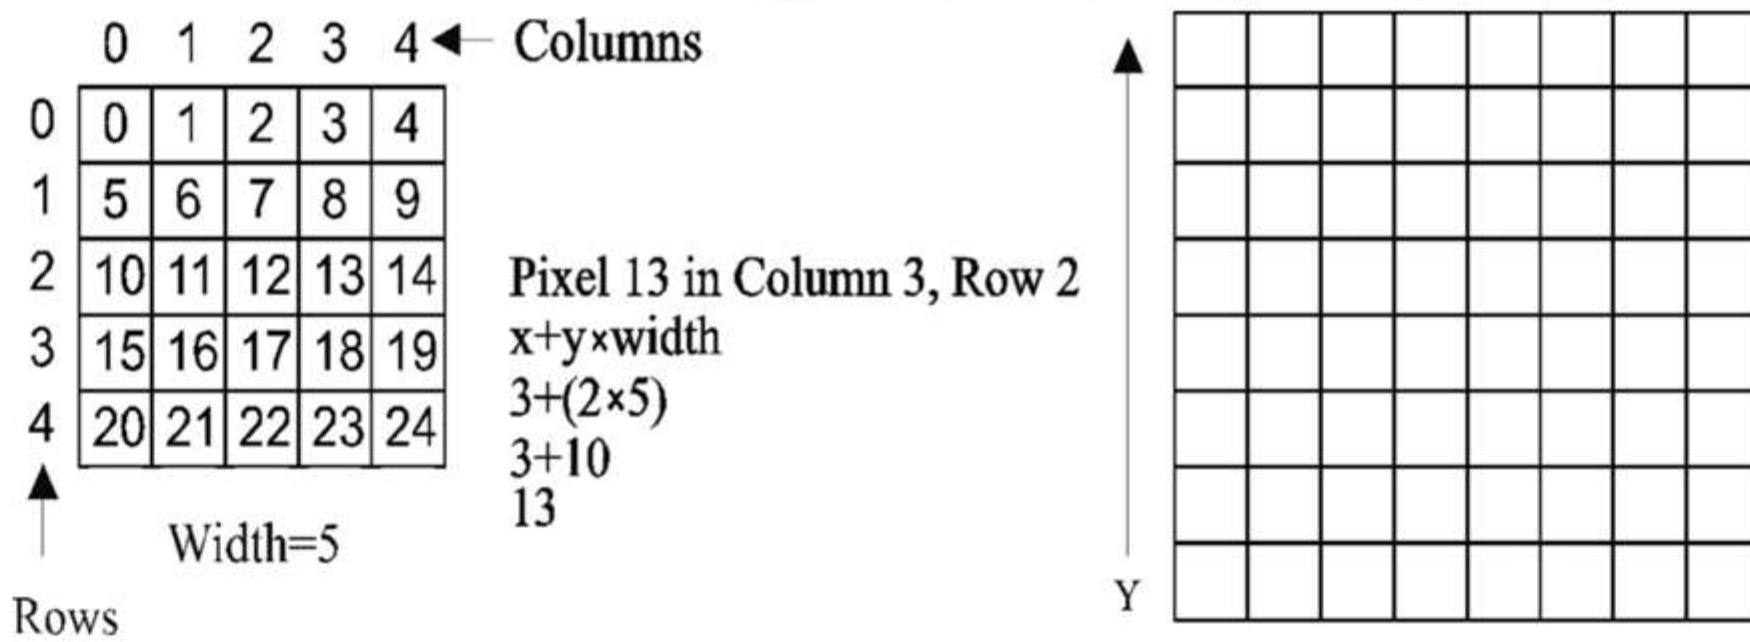 0 1 2 3 4 Columns
0 0 1 2 3 4
1 5 6 7 8 9
2 10 11 12 13 14
3 15 16 17 18 19
4 20 21 22 23 24
Width=5
Rows
Pixel 13 in Column 3, Row 2
x+y×width
3+(2×5)
3+10
13
Y